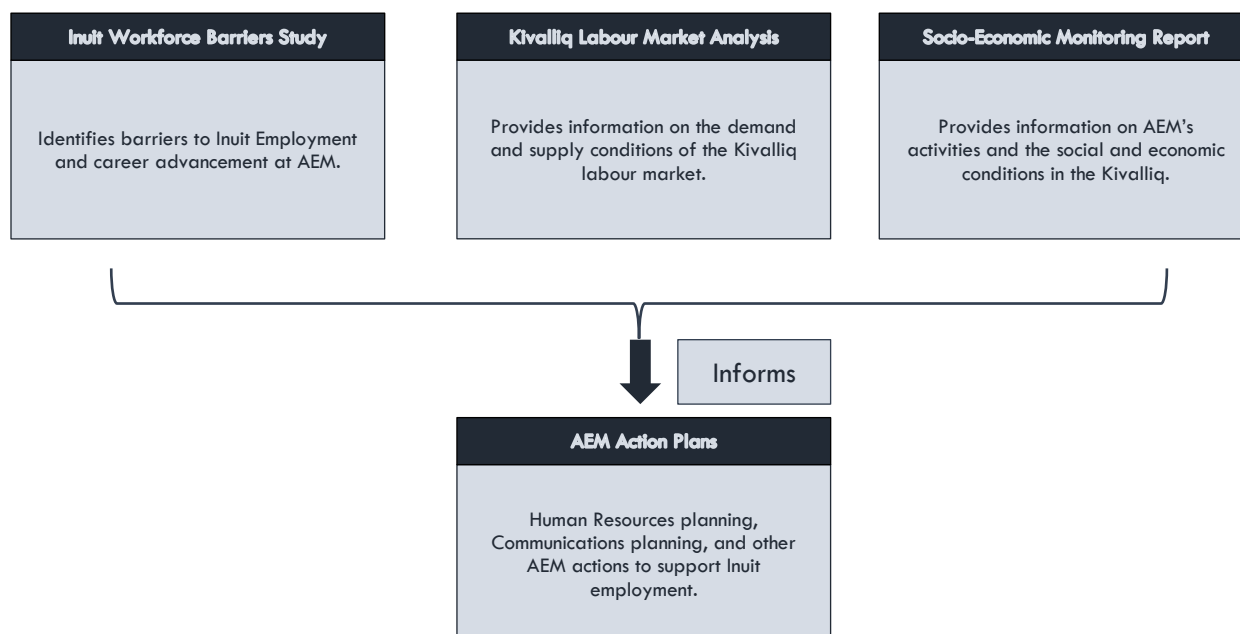 Inuit Workforce Barriers Study
Identifies barriers to Inuit Employment
and career advancement at AEM.
Kivalliq Labour Market Analysis
Provides information on the demand
and supply conditions of the Kivalliq
labour market.
Socio-Economic Monitoring Report
Provides information on AEM’s
activities and the social and economic
conditions in the Kivalliq.
Informs
AEM Action Plans
Human Resources planning,
Communications planning, and other
AEM actions to support Inuit
employment.